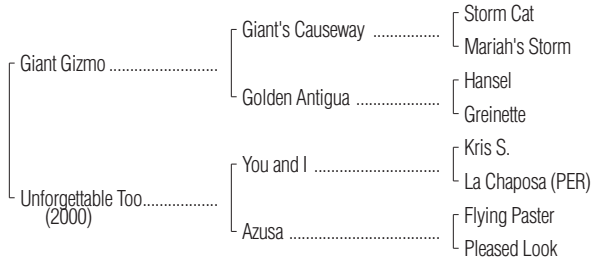 Storm Cat
Giant's Causeway ................
Mariah's Storm
Giant Gizmo ..........................
Hansel
Golden Antigua ....................
Greinette
Kris S.
You and I ..............................
La Chaposa (PER)
Unforgettable Too..................
(2000)
Flying Paster
Azusa ....................................
Pleased Look